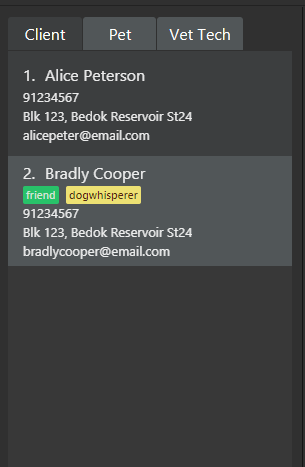 Client Pet Vet Tech
1. Alice Peterson
91234567
Blk 123, Bedok Reservoir St24
alicepeter@email.com
2. Bradly Cooper
friend dogwhisperer
91234567
Blk 123, Bedok Reservoir St24
bradlycooper@email.com